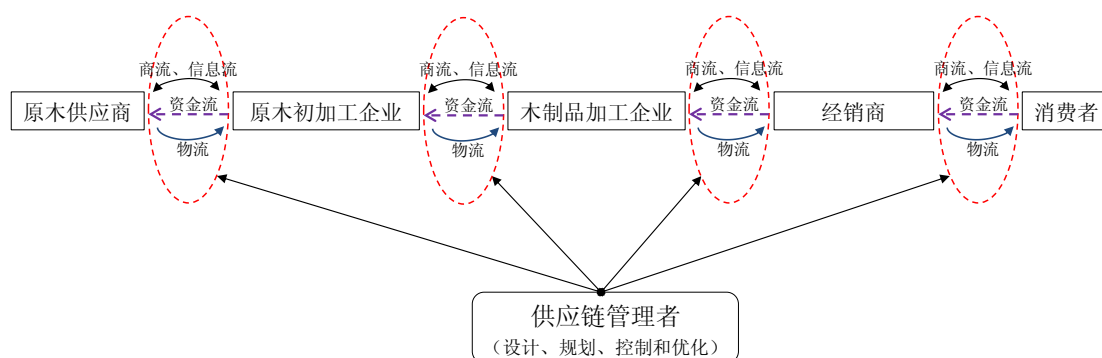 商流、信息流
商流、信息流
商流、信息流
商流、信息流
原木供应商
资金流
原木初加工企业
资金流
木制品加工企业
资金流
经销商
资金流
消费者
物流
物流
物流
物流
供应链管理者
（设计、规划、控制和优化）